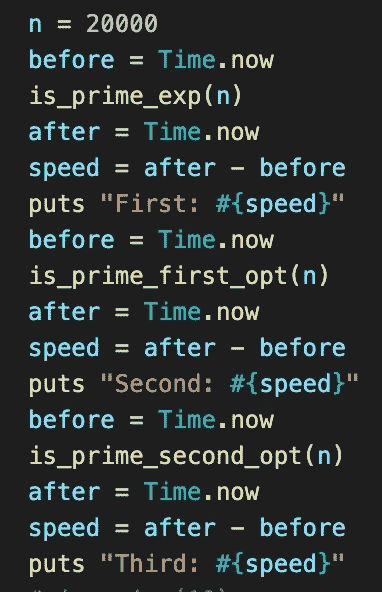 n = 20000
before = Time.now
is_prime_exp(n)
after = Time.now
speed = after - before
puts "First: #{speed}"
before = Time.now
is_prime_first_opt(n)
after = Time.now
speed = after - before
puts "Second: #{speed}"
before = Time.now
is_prime_second_opt(n)
after = Time.now
speed = after - before
puts "Third: #{speed}"